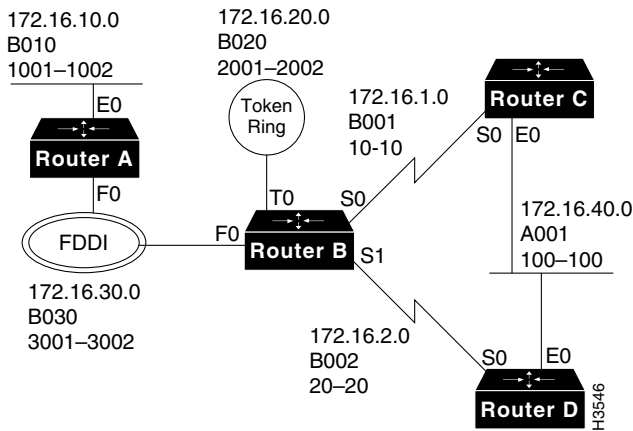 172.16.10.0
B010
1001–1002
E0
Router A
F0
FDDI
172.16.30.0
B030
3001–3002
172.16.20.0
B020
2001–2002
Token
Ring
T0
F0
Router B
S0
S1
172.16.1.0
B001
10-10
Router C
S0
E0
172.16.40.0
A001
100–100
172.16.2.0
B002
20–20
S0
E0
Router D
H3546